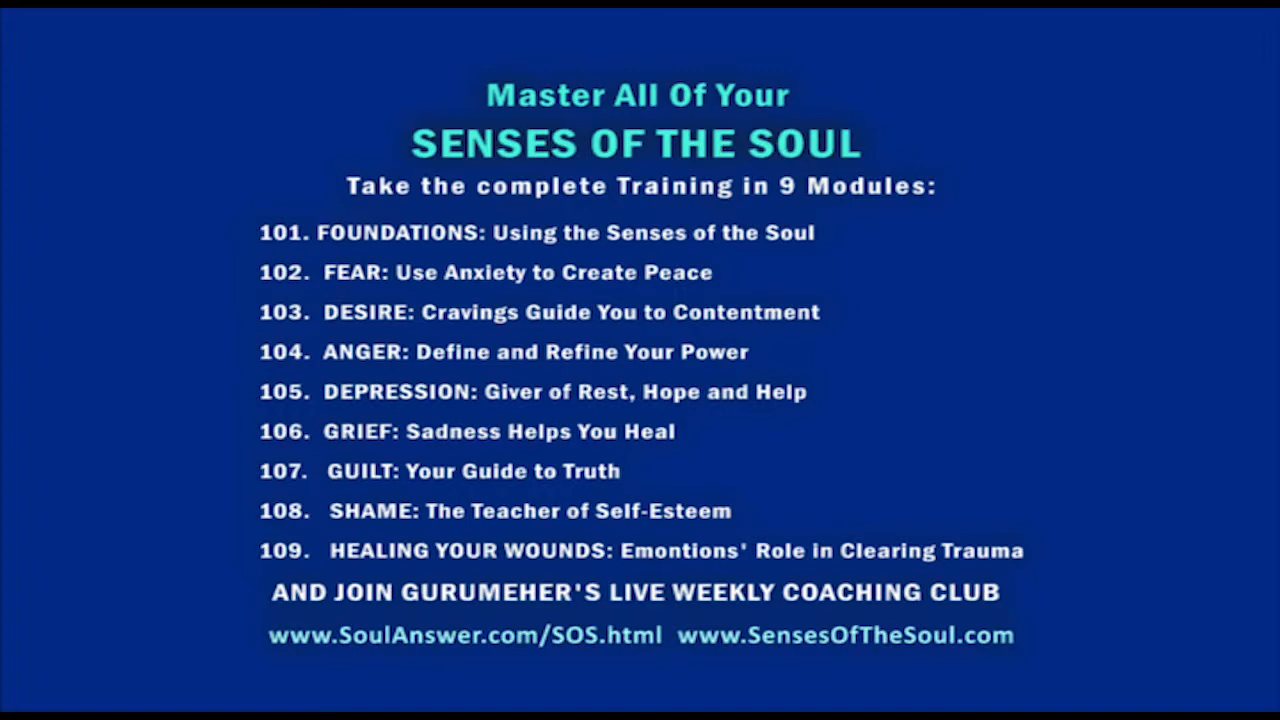 Master All Of Your
SENSES OF THE SOUL
Take the complete Training in 9 Modules:
101. FOUNDATIONS: Using the Senses of the Soul
102. FEAR: Use Anxiety to Create Peace
103. DESIRE: Cravings Guide You to Contentment
104. ANGER: Define and Refine Your Power
105. DEPRESSION: Giver of Rest, Hope and Help
106. GRIEF: Sadness Helps You Heal
107. GUILT: Your Guide to Truth
108. SHAME: The Teacher of Self-Esteem
109. HEALING YOUR WOUNDS: Emontions' Role in Clearing Trauma
AND JOIN GURUMEHER'S LIVE WEEKLY COACHING CLUB
www.SoulAnswer.com/SOS.html www.SensesOfTheSoul.com